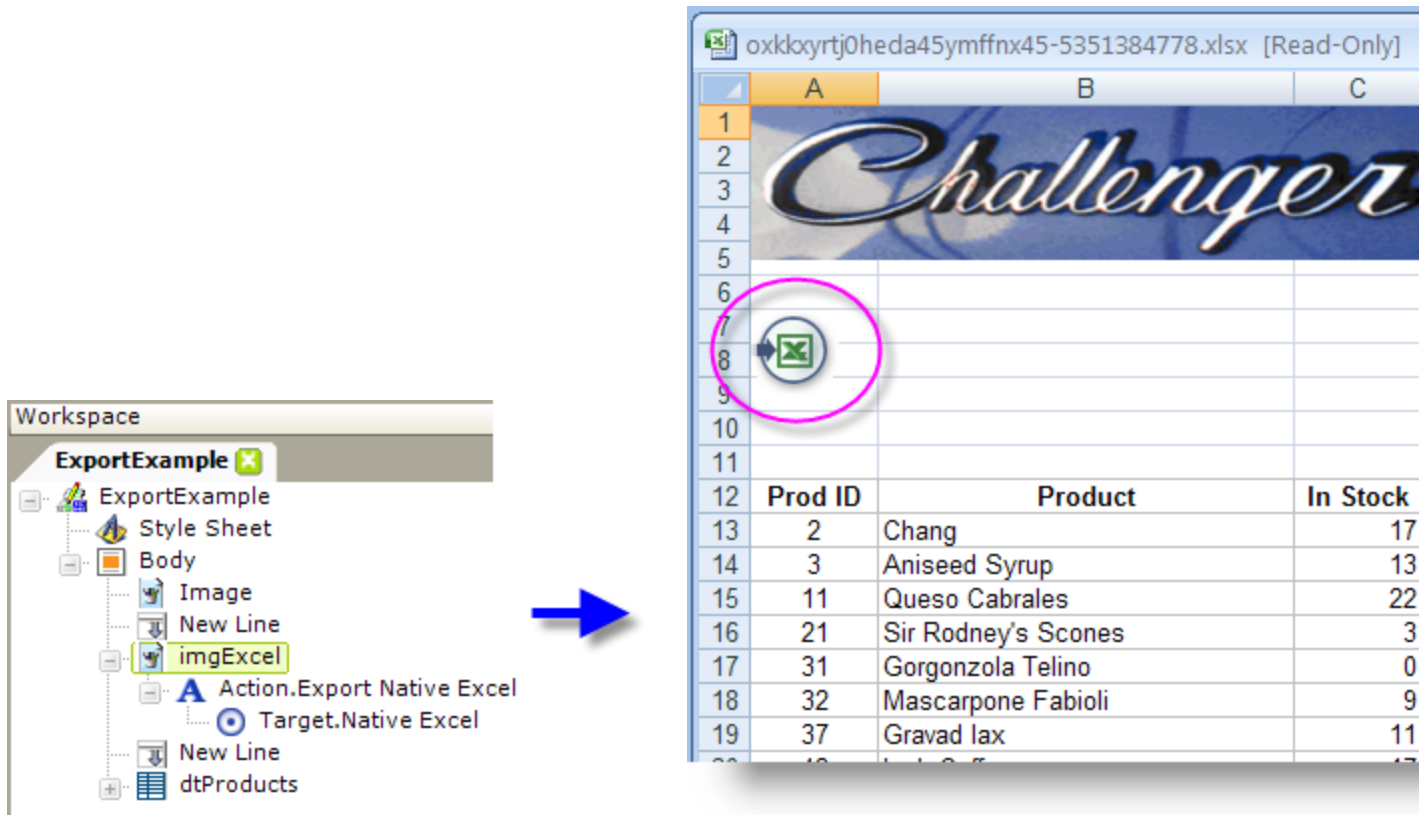 Workspace
ExportExample
ExportExample
Style Sheet
Body
Image
New Line
imgExcel
Action.Export Native Excel
Target.Native Excel
New Line
dtProducts
oxkkxyrtj0heda45ymffnx45-5351384778.xlsx [Read-Only]
A B C
1
Challenger
2
3
4
5
6
7
8
9
10
11
12 Prod ID Product In Stock
13 2 Chang 17
14 3 Aniseed Syrup 13
15 11 Queso Cabrales 22
16 21 Sir Rodney's Scones 3
17 31 Gorgonzola Telino 0
18 32 Mascarpone Fabioli 9
19 37 Gravad lax 11